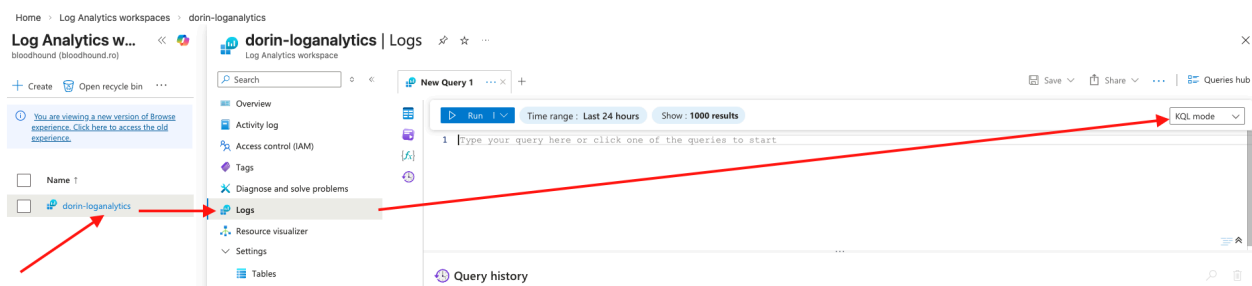 Home > Log Analytics workspaces > dorin-loganalytics
Log Analytics w...
bloodhound (bloodhound.ro)
Create
Open recycle bin
You are viewing a new version of Browse
experience. Click here to access the old
experience.
Name ↑
dorin-loganalytics
dorin-loganalytics | Logs
Log Analytics workspace
Search
Overview
Activity log
Access control (IAM)
Tags
Diagnose and solve problems
Logs
Resource visualizer
Settings
Tables
New Query 1
Save
Share
Queries hub
Run
Time range : Last 24 hours
Show : 1000 results
KQL mode
1 Type your query here or click one of the queries to start
Query history